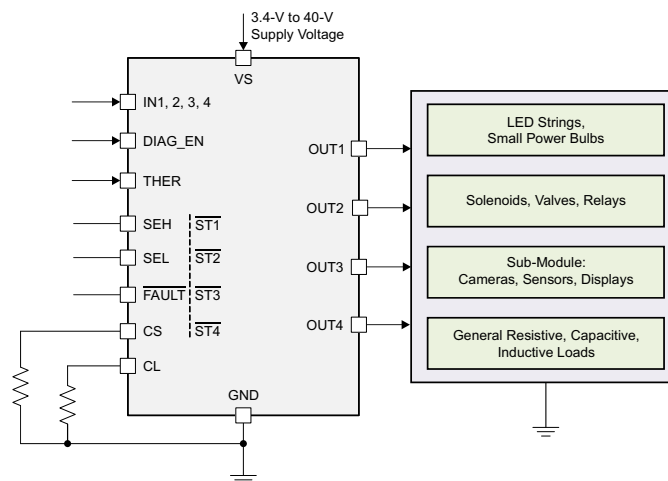 3.4-V to 40-V
Supply Voltage
VS
IN1, 2, 3, 4
DIAG_EN
THER
SEH
ST1
SEL
ST2
FAULT
ST3
CS
ST4
CL
GND
OUT1
OUT2
OUT3
OUT4
LED Strings,
Small Power Bulbs
Solenoids, Valves, Relays
Sub-Module:
Cameras, Sensors, Displays
General Resistive, Capacitive,
Inductive Loads